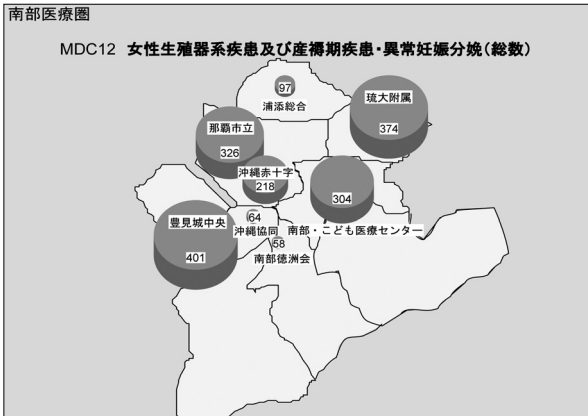 南部医療圏
MDC12 女性生殖器系疾患及び産褥期疾患・異常妊娠分娩(総数)
97
浦添総合
琉大附属
374
那覇市立
326
沖縄赤十字
218
304
南部・こども医療センター
豊見城中央
401
64
沖縄協同
58
南部徳洲会